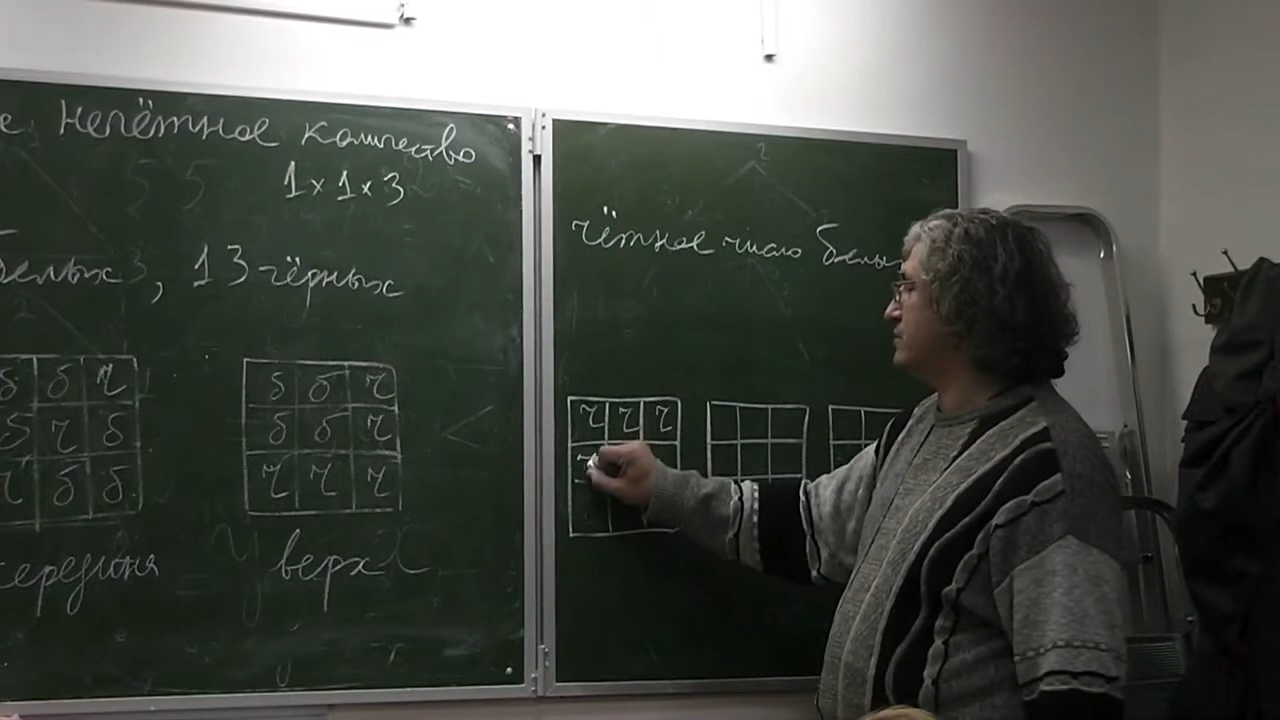 е нечётное количество
1 × 1 × 3
белых, 13 чёрных
б б ч
б ч б
ч б б
середина
б б ч
б б ч
ч ч ч
верх
чётное число белых
ч ч ч